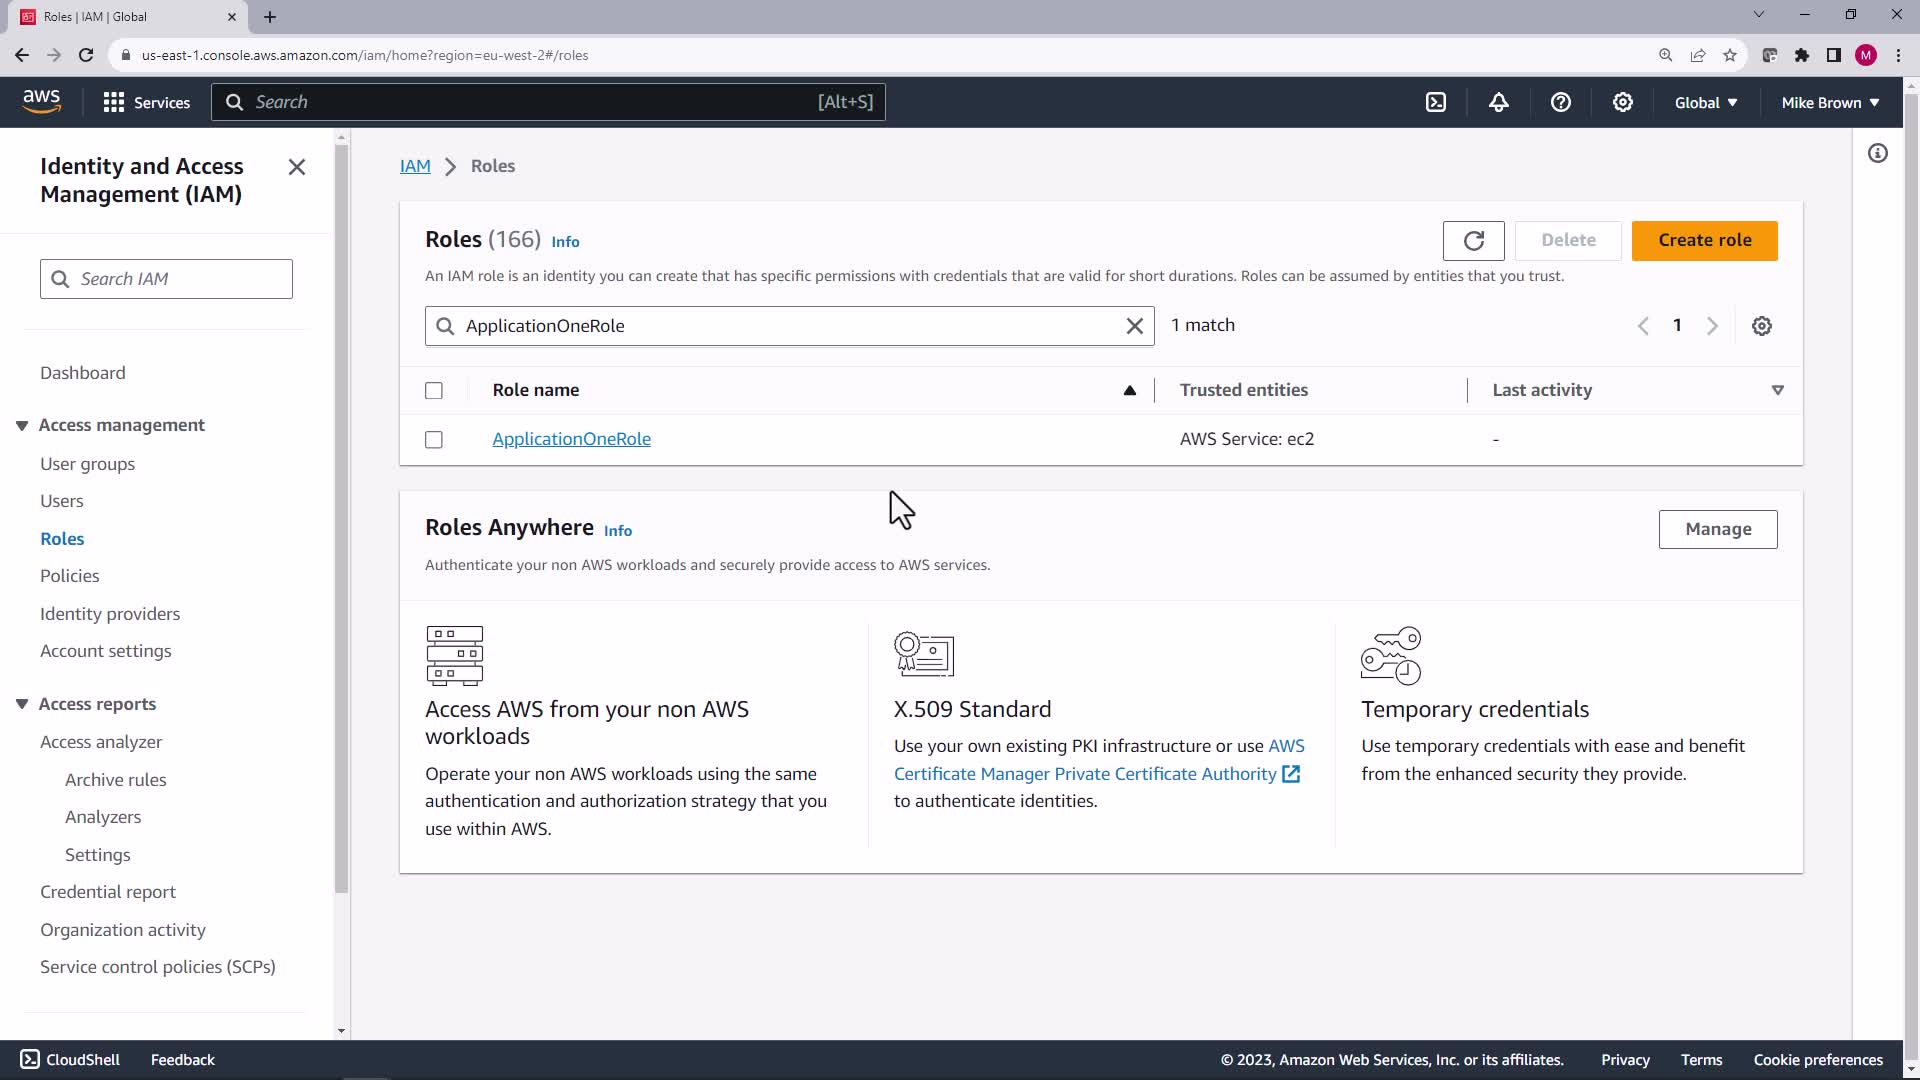 Roles | IAM | Global
us-east-1.console.aws.amazon.com/iam/home?region=eu-west-2#/roles
M
aws
Services
Search
[Alt+S]
Global
Mike Brown
Identity and Access
Management (IAM)
Search IAM
Dashboard
Access management
User groups
Users
Roles
Policies
Identity providers
Account settings
Access reports
Access analyzer
Archive rules
Analyzers
Settings
Credential report
Organization activity
Service control policies (SCPs)
IAM
Roles
Roles (166) Info
Delete
Create role
An IAM role is an identity you can create that has specific permissions with credentials that are valid for short durations. Roles can be assumed by entities that you trust.
ApplicationOneRole
1 match
1
Role name
Trusted entities
Last activity
ApplicationOneRole
AWS Service: ec2
-
Roles Anywhere Info
Manage
Authenticate your non AWS workloads and securely provide access to AWS services.
Access AWS from your non AWS
workloads
Operate your non AWS workloads using the same
authentication and authorization strategy that you
use within AWS.
X.509 Standard
Use your own existing PKI infrastructure or use AWS
Certificate Manager Private Certificate Authority
to authenticate identities.
Temporary credentials
Use temporary credentials with ease and benefit
from the enhanced security they provide.
CloudShell
Feedback
© 2023, Amazon Web Services, Inc. or its affiliates.
Privacy
Terms
Cookie preferences